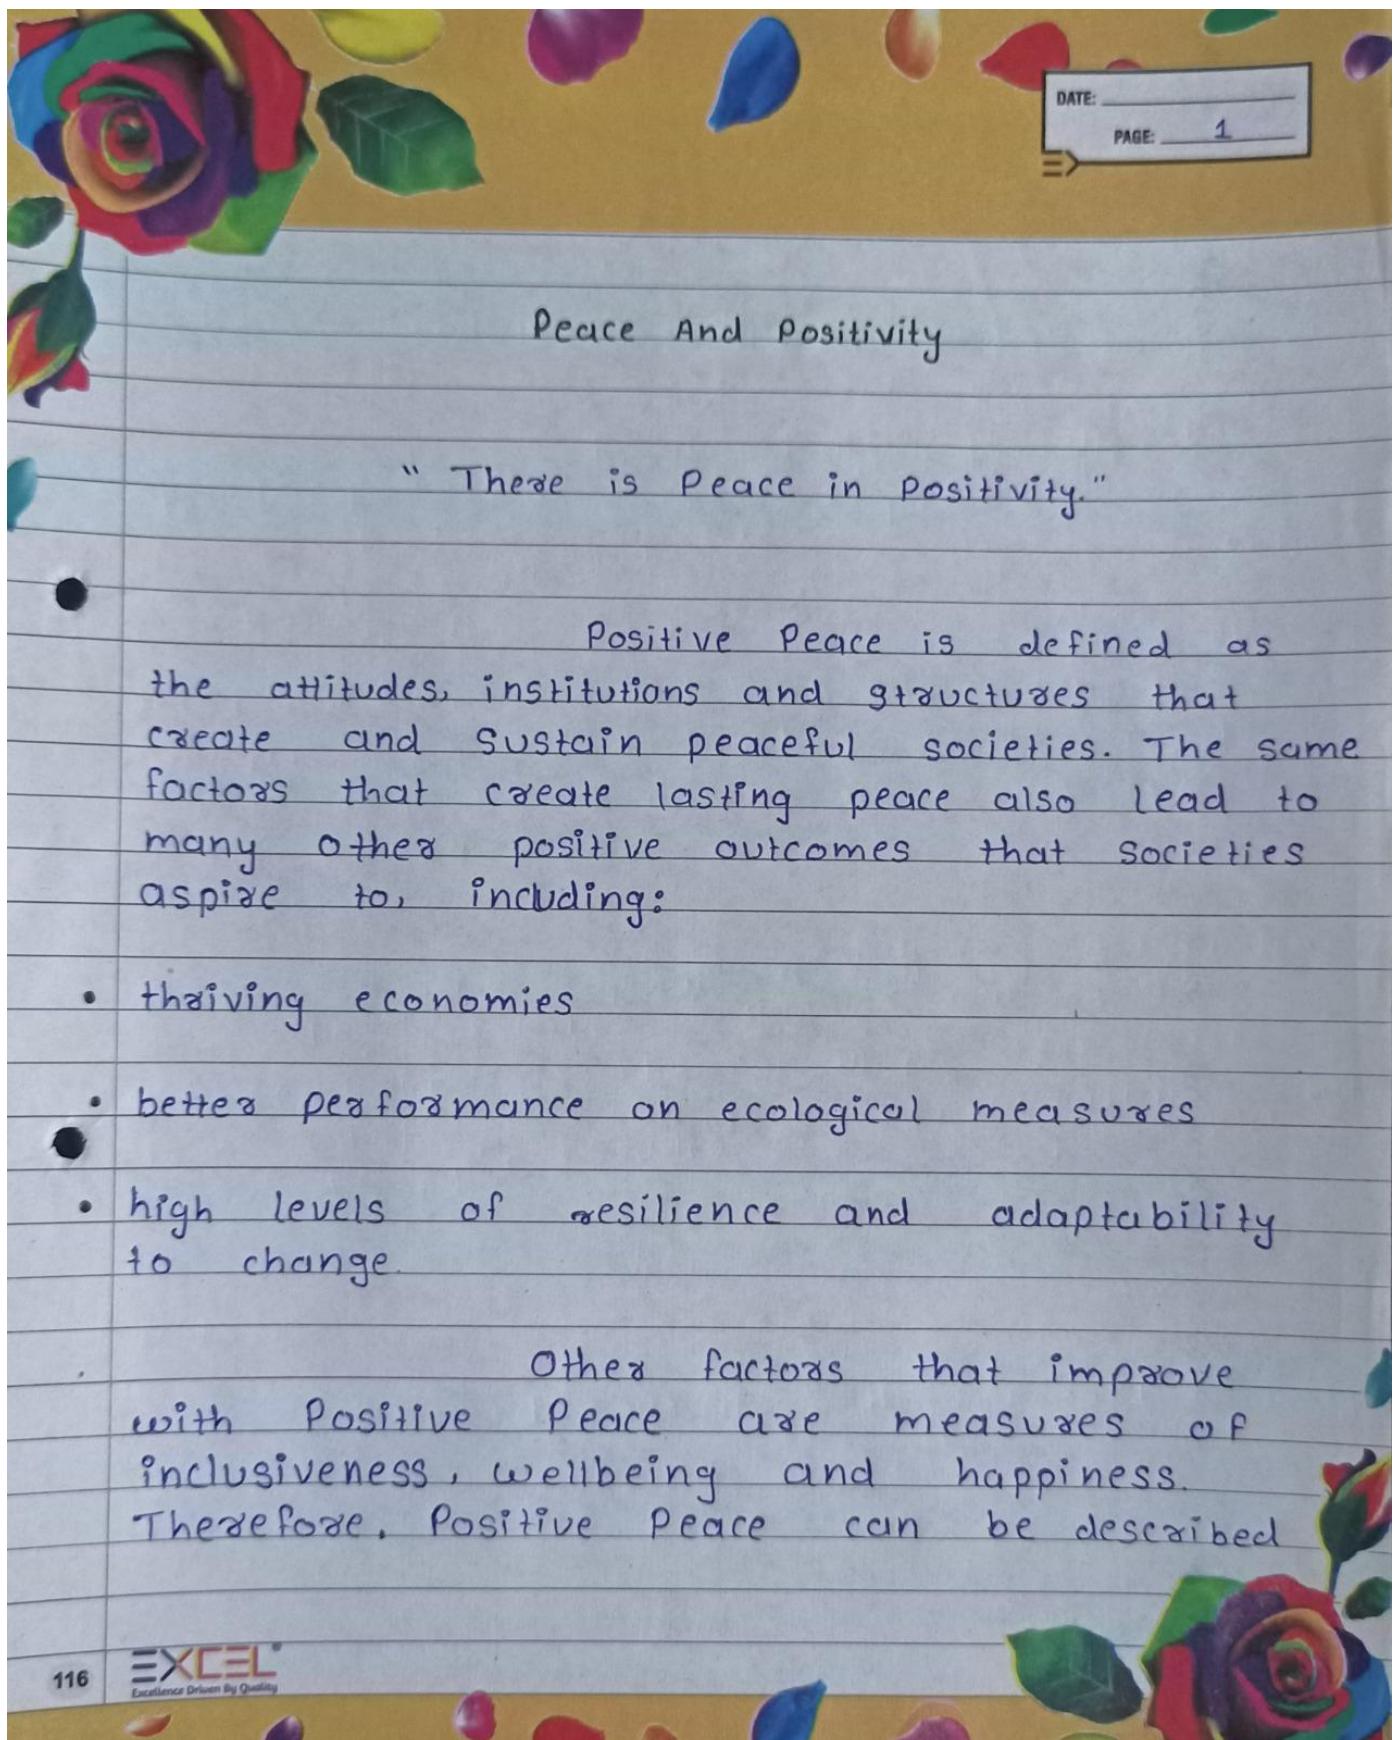 DATE:
PAGE: 1
Peace And Positivity
" There is Peace in Positivity."
Positive Peace is defined as
the attitudes, institutions and structures that
create and sustain peaceful societies. The same
factors that create lasting peace also lead to
many other positive outcomes that societies
aspire to, including:
• thriving economies
• better performance on ecological measures
• high levels of resilience and adaptability
to change.
Other factors that improve
with Positive Peace are measures of
inclusiveness, wellbeing and happiness.
Therefore, Positive Peace can be described
116
EXCEL
Excellence Driven By Quality